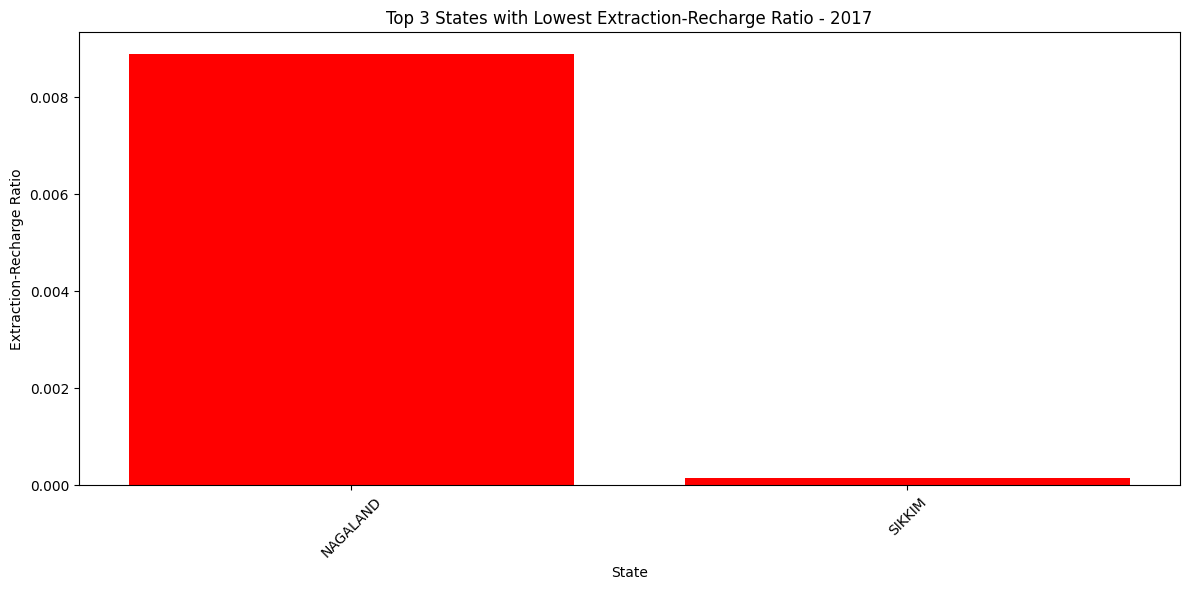 Top 3 States with Lowest Extraction-Recharge Ratio - 2017
Extraction-Recharge Ratio
0.008
0.006
0.004
0.002
0.000
NAGALAND
SIKKIM
State